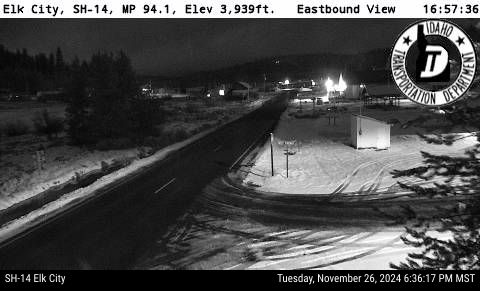 Elk City, SH-14, MP 94.1, Elev 3,939ft.   Eastbound View   16:57:36
IDAHO
TRANSPORTATION DEPARTMENT
SH-14 Elk City   Tuesday, November 26, 2024 6:36:17 PM MST